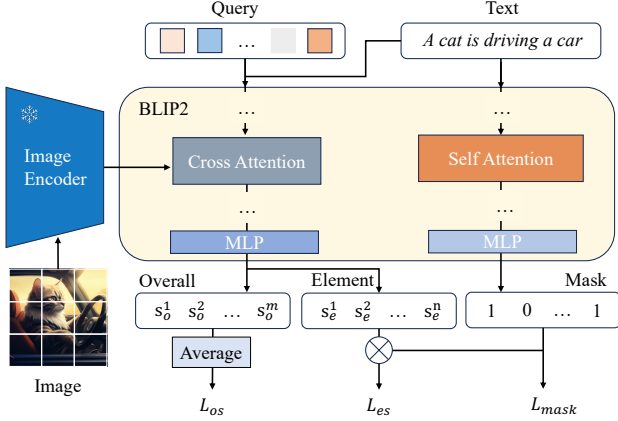 Query
Text
...
A cat is driving a car
BLIP2
...
...
Image
Encoder
Cross Attention
Self Attention
...
...
MLP
MLP
Overall
Element
Mask
s_o^1 s_o^2 ... s_o^m
s_e^1 s_e^2 ... s_e^n
1 0 ... 1
Average
Image
L_os
L_es
L_mask